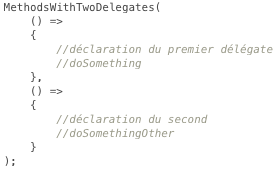 MethodsWithTwoDelegates(
    () =>
    {
        //déclaration du premier délégate
        //doSomething
    },
    () =>
    {
        //déclaration du second
        //doSomethingOther
    }
);